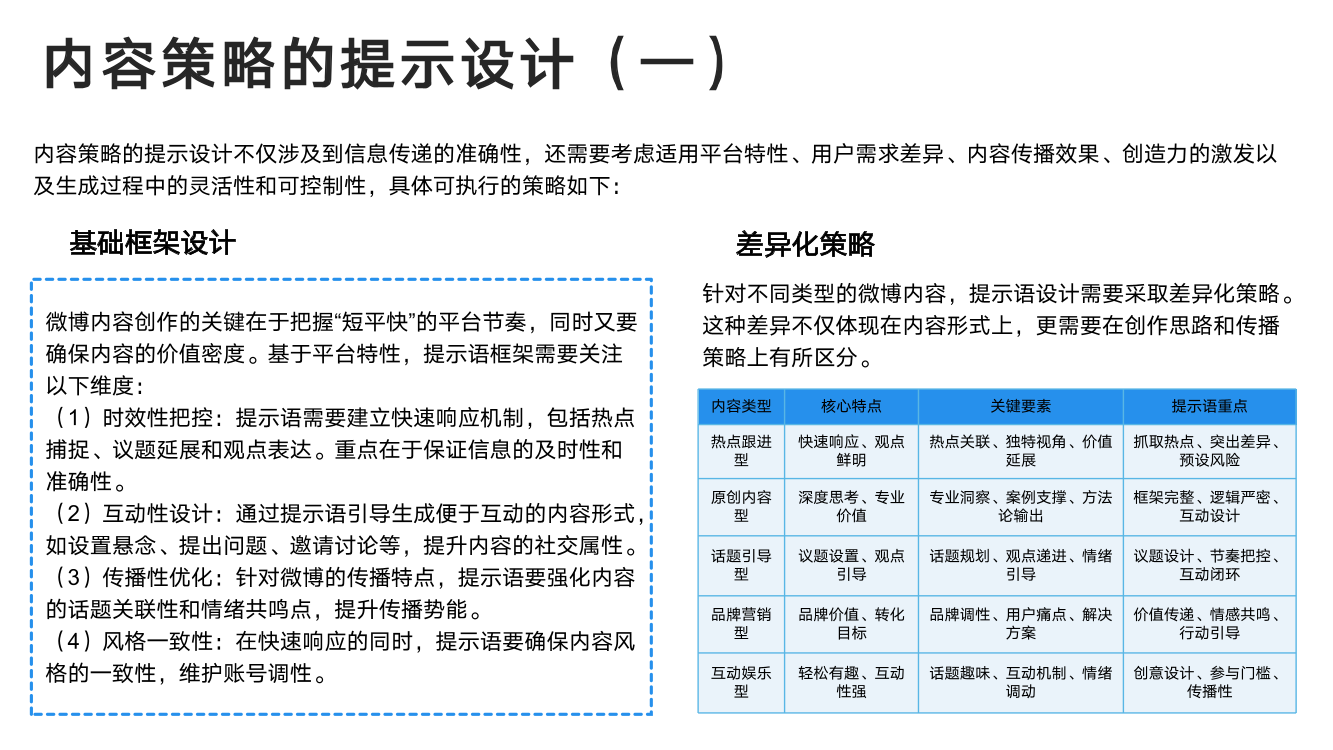 内容策略的提示设计（一）
内容策略的提示设计不仅涉及到信息传递的准确性，还需要考虑适用平台特性、用户需求差异、内容传播效果、创造力的激发以
及生成过程中的灵活性和可控制性，具体可执行的策略如下：
基础框架设计
微博内容创作的关键在于把握“短平快”的平台节奏，同时又要
确保内容的价值密度。基于平台特性，提示语框架需要关注
以下维度：
（1）时效性把控：提示语需要建立快速响应机制，包括热点
捕捉、议题延展和观点表达。重点在于保证信息的及时性和
准确性。
（2）互动性设计：通过提示语引导生成便于互动的内容形式，
如设置悬念、提出问题、邀请讨论等，提升内容的社交属性。
（3）传播性优化：针对微博的传播特点，提示语要强化内容
的话题关联性和情绪共鸣点，提升传播势能。
（4）风格一致性：在快速响应的同时，提示语要确保内容风
格的一致性，维护账号调性。
差异化策略
针对不同类型的微博内容，提示语设计需要采取差异化策略。
这种差异不仅体现在内容形式上，更需要在创作思路和传播
策略上有所区分。
内容类型 核心特点 关键要素 提示语重点
热点跟进 快速响应、观点 热点关联、独特视角、价值 抓取热点、突出差异、
型 鲜明 延展 预设风险
原创内容 深度思考、专业 专业洞察、案例支撑、方法 框架完整、逻辑严密、
型 价值 论输出 互动设计
话题引导 议题设置、观点 话题规划、观点递进、情绪 议题设计、节奏把控、
型 引导 引导 互动闭环
品牌营销 品牌价值、转化 品牌调性、用户痛点、解决 价值传递、情感共鸣、
型 目标 方案 行动引导
互动娱乐 轻松有趣、互动 话题趣味、互动机制、情绪 创意设计、参与门槛、
型 性强 调动 传播性